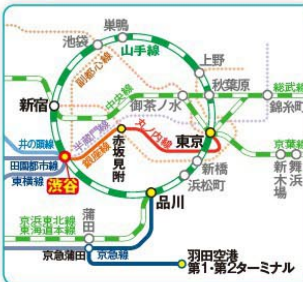 巣鴨
池袋
山手線
上野
副都心線
秋葉原
総武線
錦糸町
中央線
御茶ノ水
新宿
半蔵門線
丸ノ内線
東京
京葉線
井の頭線
赤坂見附
銀座線
田園都市線
渋谷
東横線
新橋
浜松町
新木場
舞浜
品川
京浜東北線
東海道本線
蒲田
京急蒲田
京急線
羽田空港
第1・第2ターミナル